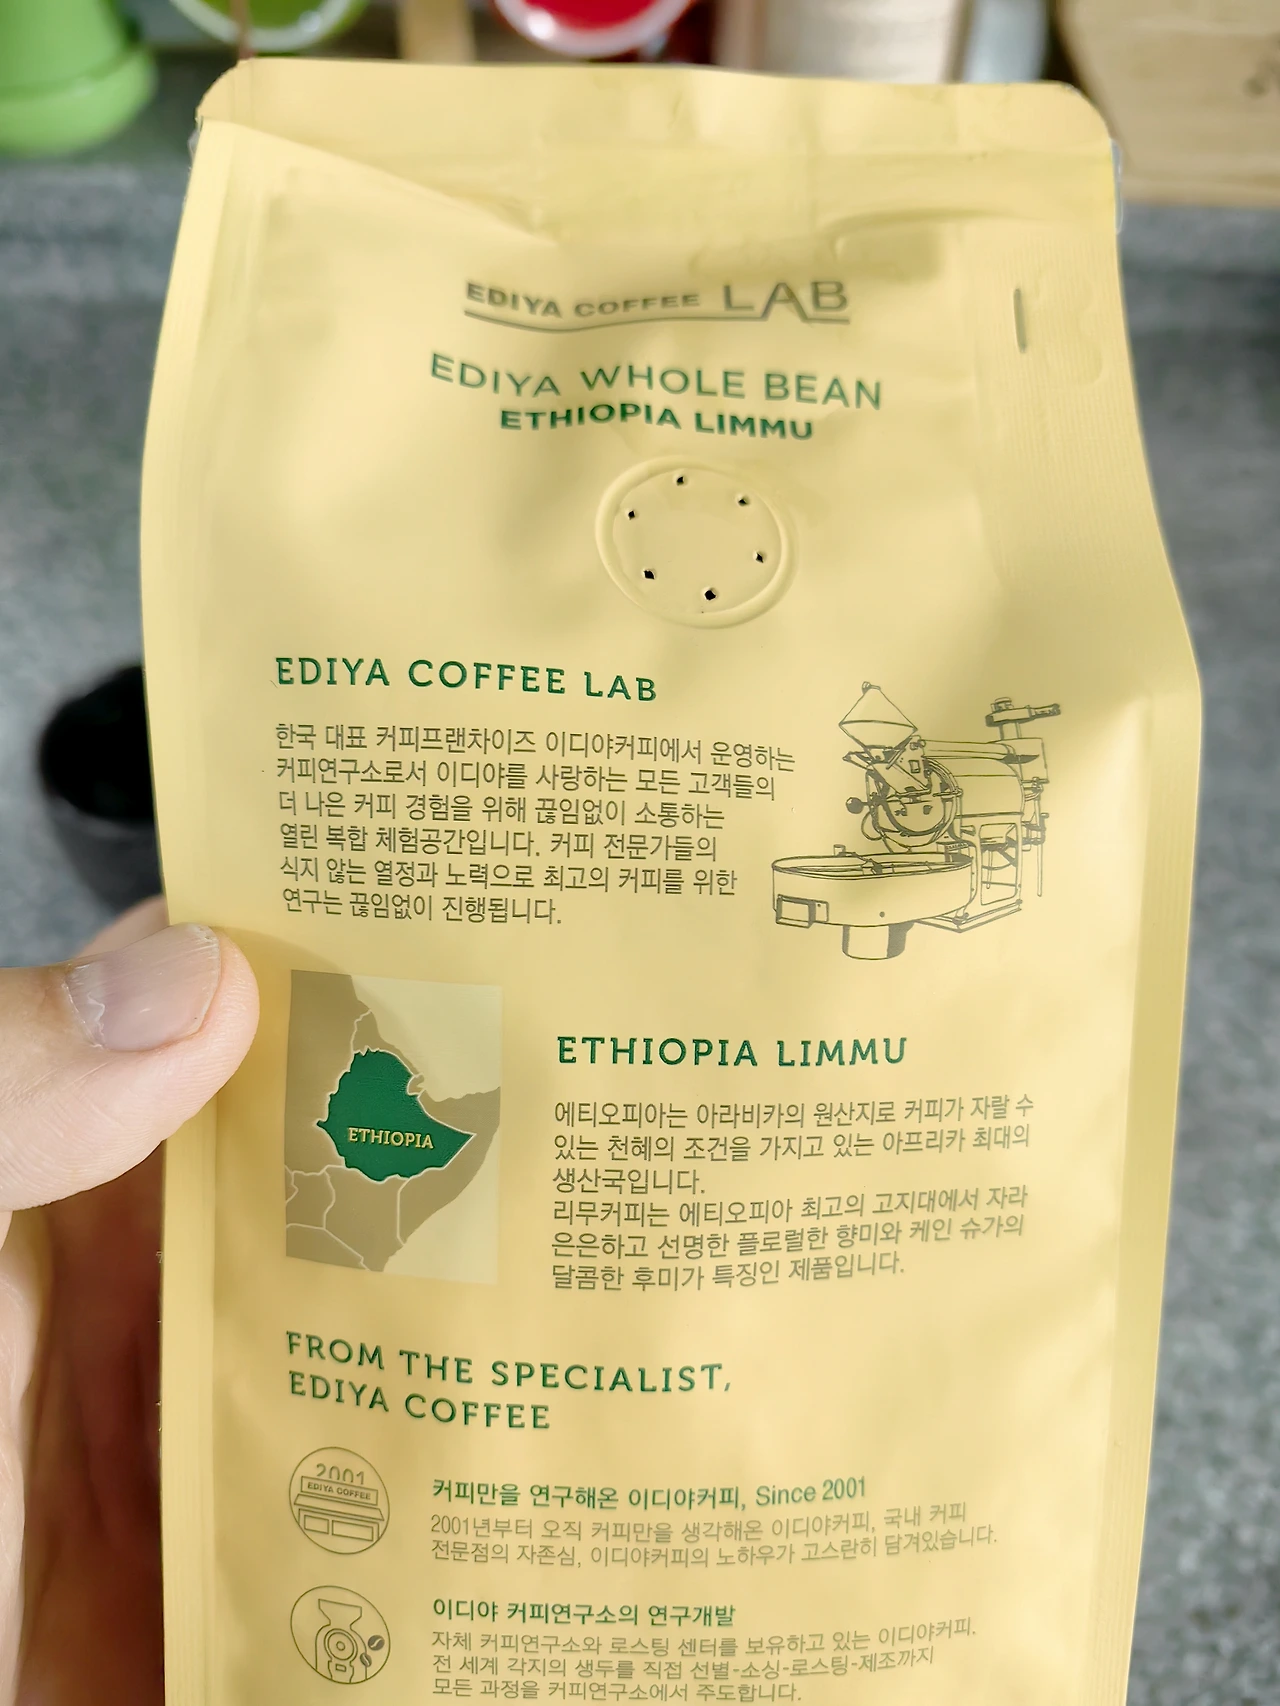 EDIYA COFFEE LAB
EDIYA WHOLE BEAN
ETHIOPIA LIMMU
EDIYA COFFEE LAB
한국 대표 커피프랜차이즈 이디야커피에서 운영하는
커피연구소로서 이디야를 사랑하는 모든 고객들의
더 나은 커피 경험을 위해 끊임없이 소통하는
열린 복합 체험공간입니다. 커피 전문가들의
식지 않는 열정과 노력으로 최고의 커피를 위한
연구는 끊임없이 진행됩니다.
ETHIOPIA
ETHIOPIA LIMMU
에티오피아는 아라비카의 원산지로 커피가 자랄 수
있는 천혜의 조건을 가지고 있는 아프리카 최대의
생산국입니다.
리무커피는 에티오피아 최고의 고지대에서 자라
은은하고 선명한 플로럴한 향미와 케인 슈가의
달콤한 후미가 특징인 제품입니다.
FROM THE SPECIALIST,
EDIYA COFFEE
2001
EDIYA COFFEE
커피만을 연구해온 이디야커피, Since 2001
2001년부터 오직 커피만을 생각해온 이디야커피, 국내 커피
전문점의 자존심, 이디야커피의 노하우가 고스란히 담겨있습니다.
이디야 커피연구소의 연구개발
자체 커피연구소와 로스팅 센터를 보유하고 있는 이디야커피.
전 세계 각지의 생두를 직접 선별-소싱-로스팅-제조까지
모든 과정을 커피연구소에서 주도합니다.